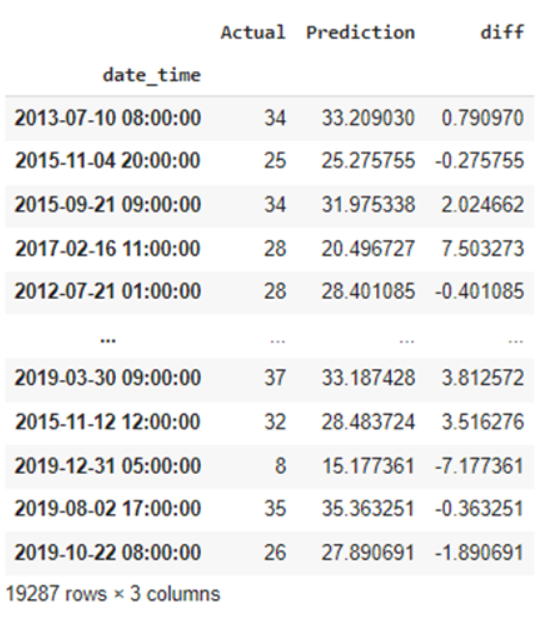 Actual Prediction diff
date_time
2013-07-10 08:00:00 34 33.209030 0.790970
2015-11-04 20:00:00 25 25.275755 -0.275755
2015-09-21 09:00:00 34 31.975338 2.024662
2017-02-16 11:00:00 28 20.496727 7.503273
2012-07-21 01:00:00 28 28.401085 -0.401085
... ... ... ...
2019-03-30 09:00:00 37 33.187428 3.812572
2015-11-12 12:00:00 32 28.483724 3.516276
2019-12-31 05:00:00 8 15.177361 -7.177361
2019-08-02 17:00:00 35 35.363251 -0.363251
2019-10-22 08:00:00 26 27.890691 -1.890691
19287 rows × 3 columns